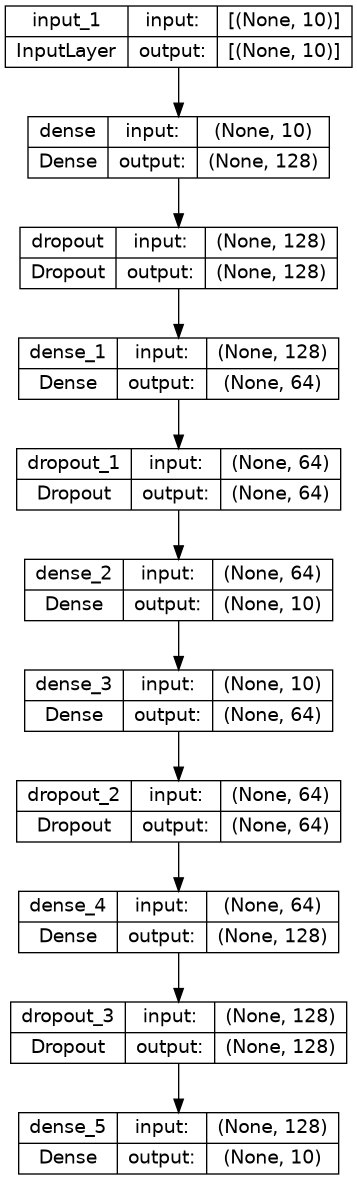 input_1 input: [(None, 10)]
InputLayer output: [(None, 10)]
dense input: (None, 10)
Dense output: (None, 128)
dropout input: (None, 128)
Dropout output: (None, 128)
dense_1 input: (None, 128)
Dense output: (None, 64)
dropout_1 input: (None, 64)
Dropout output: (None, 64)
dense_2 input: (None, 64)
Dense output: (None, 10)
dense_3 input: (None, 10)
Dense output: (None, 64)
dropout_2 input: (None, 64)
Dropout output: (None, 64)
dense_4 input: (None, 64)
Dense output: (None, 128)
dropout_3 input: (None, 128)
Dropout output: (None, 128)
dense_5 input: (None, 128)
Dense output: (None, 10)